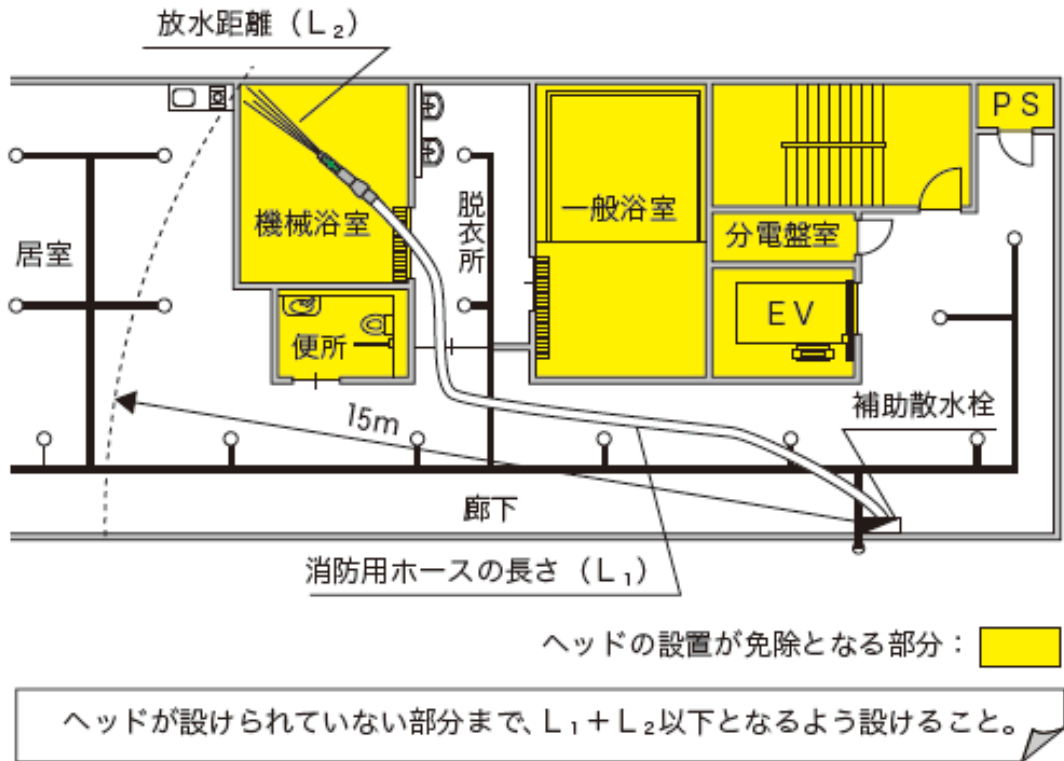 放水距離（L₂）
PS
機械浴室
脱衣所
一般浴室
分電盤室
居室
EV
便所
補助散水栓
15m
廊下
消防用ホースの長さ（L₁）
ヘッドの設置が免除となる部分：
ヘッドが設けられていない部分まで、L₁＋L₂以下となるよう設けること。